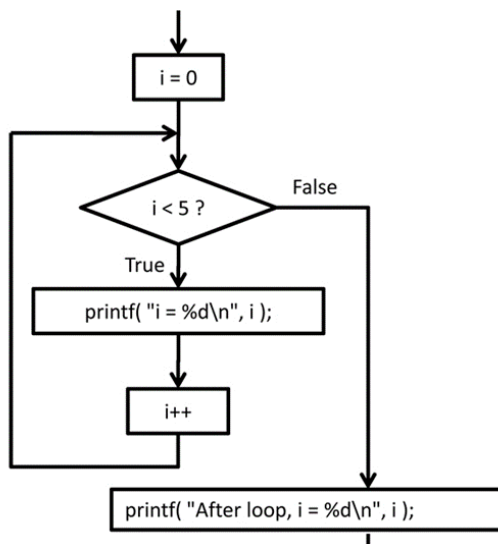 i = 0
i < 5 ?
False
True
printf( "i = %d\n", i );
i++
printf( "After loop, i = %d\n", i );